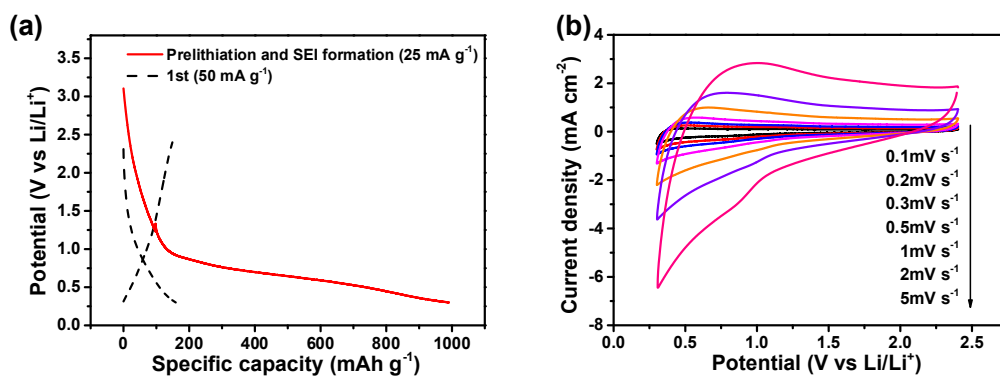 (a)
Prelithiation and SEI formation (25 mA g⁻¹)
1st (50 mA g⁻¹)
Potential (V vs Li/Li⁺)
3.5
3.0
2.5
2.0
1.5
1.0
0.5
0.0
0 200 400 600 800 1000
Specific capacity (mAh g⁻¹)
(b)
Current density (mA cm⁻²)
4
2
0
-2
-4
-6
-8
0.1mV s⁻¹
0.2mV s⁻¹
0.3mV s⁻¹
0.5mV s⁻¹
1mV s⁻¹
2mV s⁻¹
5mV s⁻¹
0.0 0.5 1.0 1.5 2.0 2.5
Potential (V vs Li/Li⁺)